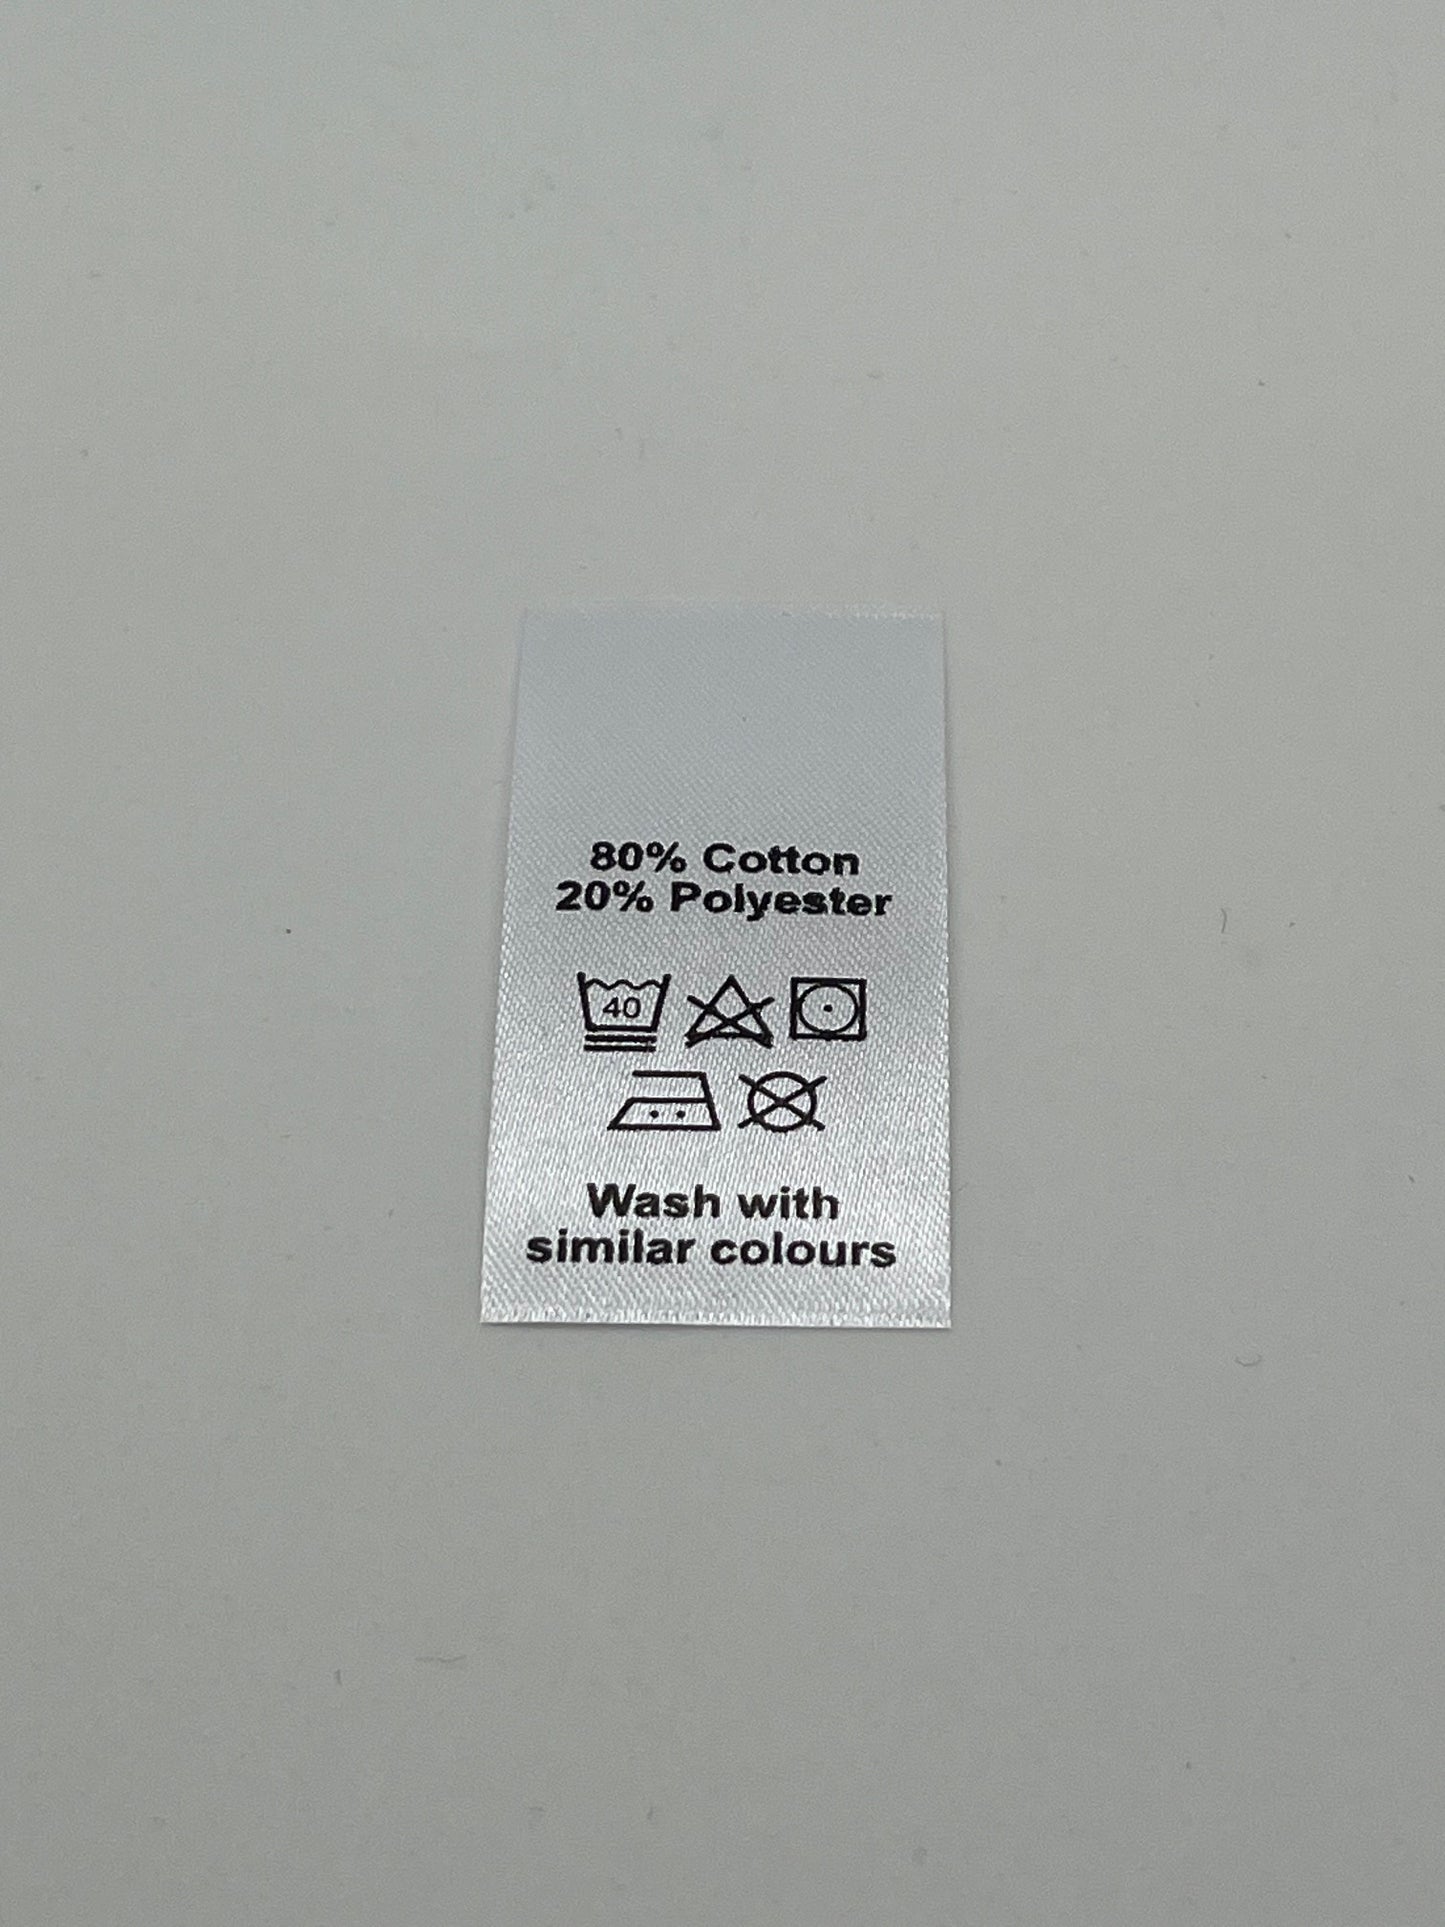 80% Cotton
20% Polyester
40
Wash with
similar colours